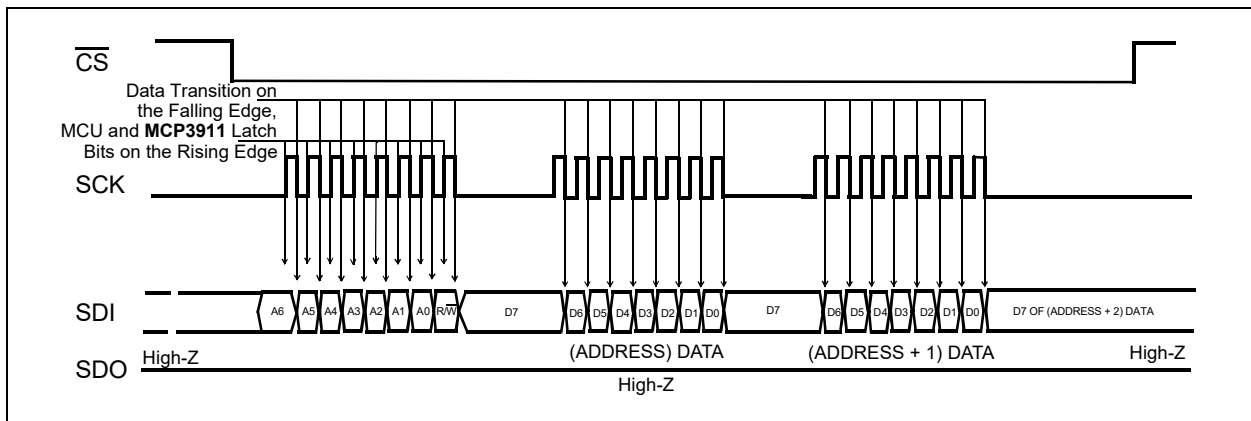 CS
Data Transition on
the Falling Edge,
MCU and MCP3911 Latch
Bits on the Rising Edge
SCK
SDI
A6 A5 A4 A3 A2 A1 A0 R/W D7 D6 D5 D4 D3 D2 D1 D0 D7 D6 D5 D4 D3 D2 D1 D0 D7 OF (ADDRESS + 2) DATA
(ADDRESS) DATA (ADDRESS + 1) DATA
High-Z High-Z
SDO
High-Z